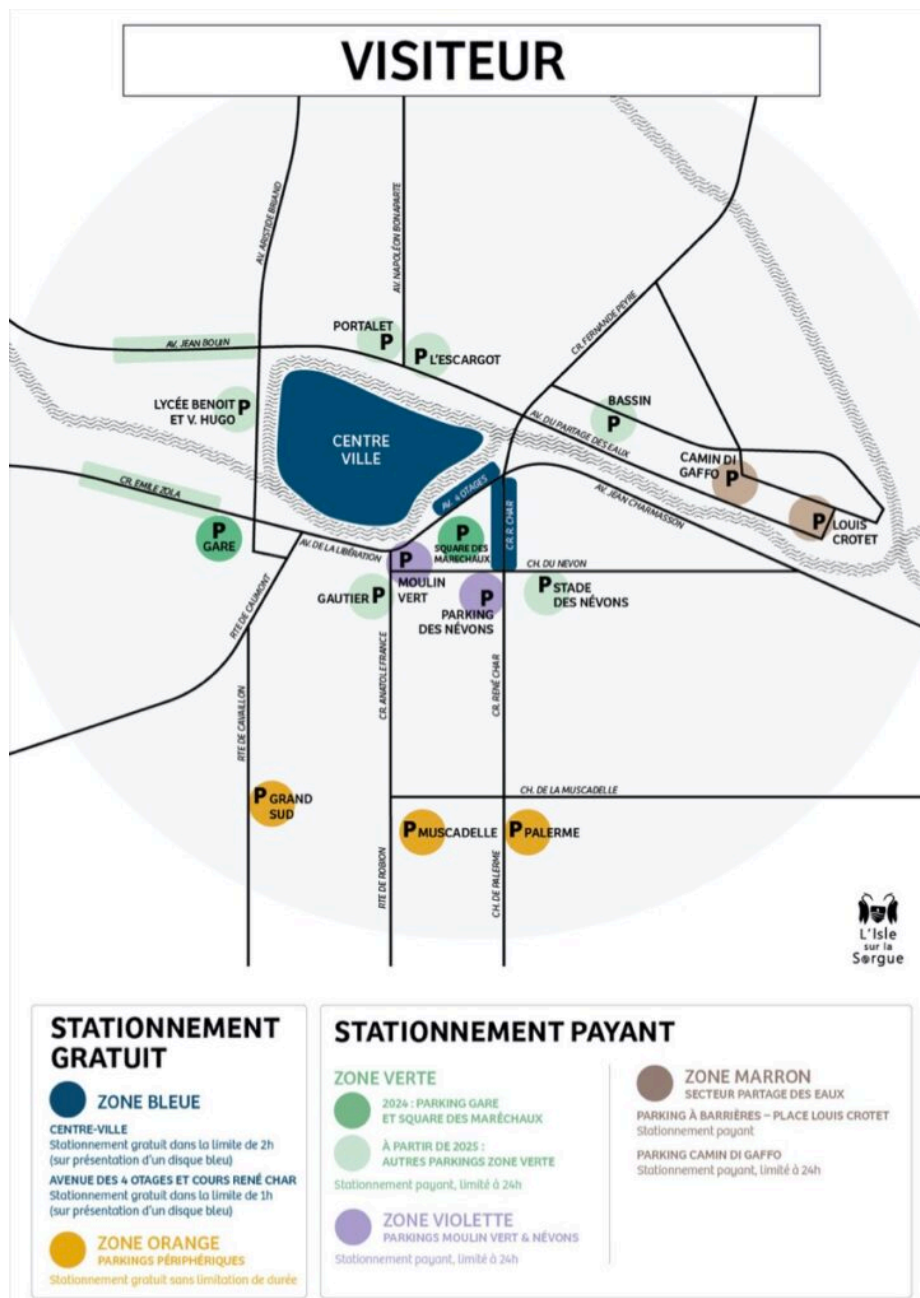 VISITEUR
AV. ARISTIDE BRIAND
AV. NAPOLÉON BONAPARTE
CR. FERNANDE PEYRE
PORTALET
P
P L'ESCARGOT
AV. JEAN BOUIN
LYCÉE BENOIT P
ET V. HUGO
CENTRE
VILLE
BASSIN
P
AV. DU PARTAGE DES EAUX
CAMIN DI
GAFFO P
P LOUIS
CROTET
CR. EMILE ZOLA
AV. 4 OTAGES
CR. R. CHAR
AV. JEAN CHARMASSON
P
GARE
AV. DE LA LIBÉRATION
P
SQUARE DES
MARECHAUX
P
MOULIN
VERT
CH. DU NEVON
GAUTIER P
P
PARKING
DES NÉVONS
P STADE
DES NÉVONS
RTE DE CAUMONT
RTE DE CAVAILLON
CR. ANATOLE FRANCE
CR. RENÉ CHAR
P GRAND
SUD
CH. DE LA MUSCADELLE
P MUSCADELLE
P PALERME
RTE DE ROBION
CH. DE PALERME
L'Isle
sur la
Sorgue
STATIONNEMENT
GRATUIT
ZONE BLEUE
CENTRE-VILLE
Stationnement gratuit dans la limite de 2h
(sur présentation d'un disque bleu)
AVENUE DES 4 OTAGES ET COURS RENÉ CHAR
Stationnement gratuit dans la limite de 1h
(sur présentation d'un disque bleu)
ZONE ORANGE
PARKINGS PÉRIPHÉRIQUES
Stationnement gratuit sans limitation de durée
STATIONNEMENT PAYANT
ZONE VERTE
2024 : PARKING GARE
ET SQUARE DES MARÉCHAUX
À PARTIR DE 2025 :
AUTRES PARKINGS ZONE VERTE
Stationnement payant, limité à 24h
ZONE VIOLETTE
PARKINGS MOULIN VERT & NÉVONS
Stationnement payant, limité à 24h
ZONE MARRON
SECTEUR PARTAGE DES EAUX
PARKING À BARRIÈRES – PLACE LOUIS CROTET
Stationnement payant
PARKING CAMIN DI GAFFO
Stationnement payant, limité à 24h